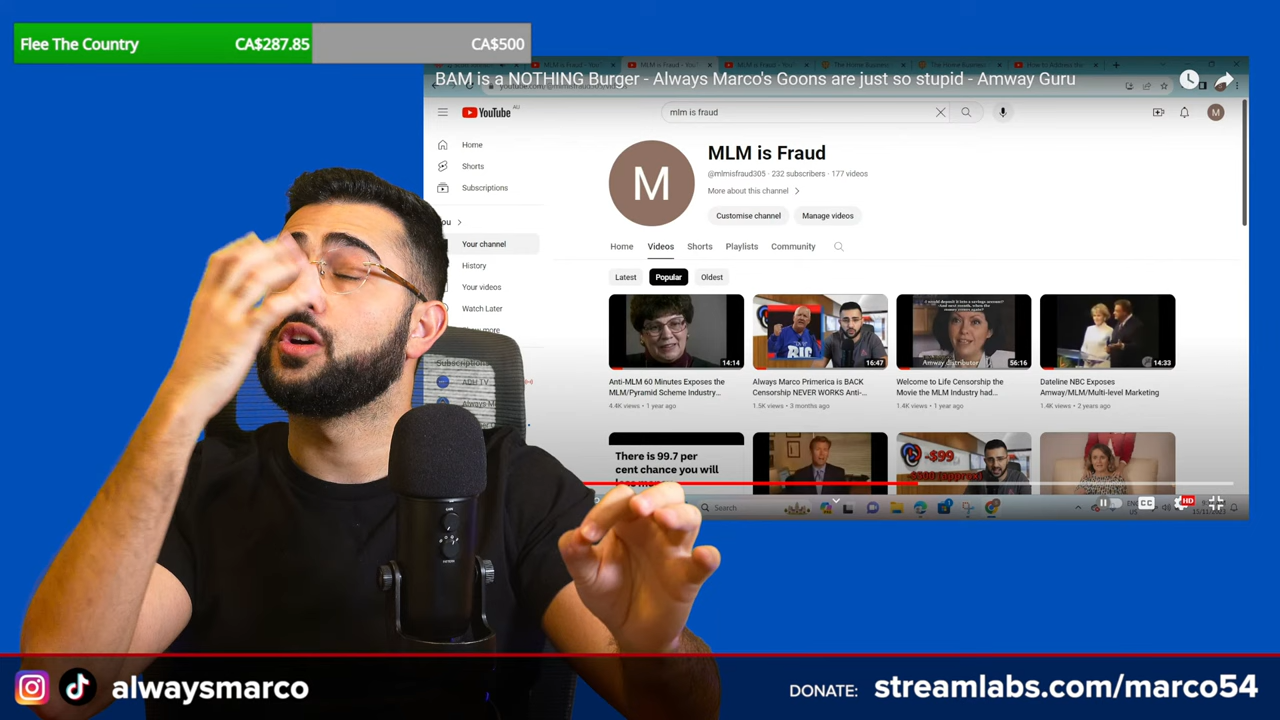 Flee The Country CA$287.85 CA$500
BAM is a NOTHING Burger - Always Marco's Goons are just so stupid - Amway Guru
YouTube AU
mlm is fraud
M
Home
Shorts
Subscriptions
Your channel
History
Your videos
Watch Later
M
MLM is Fraud
@mlmisfraud305 · 232 subscribers · 177 videos
More about this channel
Customise channel
Manage videos
Home Videos Shorts Playlists Community
Latest Popular Oldest
14:14
16:47
56:16
14:33
Anti-MLM 60 Minutes Exposes the
MLM/Pyramid Scheme Industry...
4.4K views · 1 year ago
Always Marco Primerica is BACK
Censorship NEVER WORKS Anti-
1.5K views · 3 months ago
Amway distributor
Welcome to Life Censorship the
Movie the MLM Industry had...
1.4K views · 1 year ago
Dateline NBC Exposes
Amway/MLM/Multi-level Marketing
1.4K views · 2 years ago
There is 99.7 per
cent chance you will
-$99
Search
CC
HD
alwaysmarco
DONATE: streamlabs.com/marco54